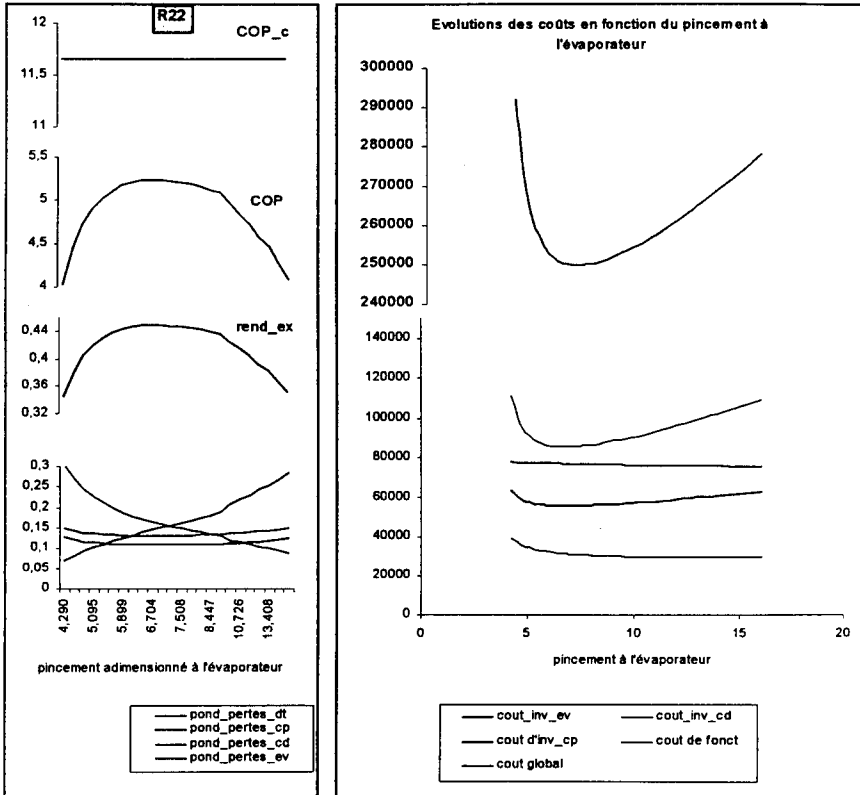 R22
COP_c
12
11,5
11
5,5
5
4,5
4
COP
rend_ex
0,44
0,4
0,36
0,32
0,3
0,25
0,2
0,15
0,1
0,05
0
4,290
5,095
5,899
6,704
7,508
8,447
10,726
13,408
pincement adimensionné à l'évaporateur
pond_pertes_dt
pond_pertes_cp
pond_pertes_cd
pond_pertes_ev
Evolutions des coûts en fonction du pincement à
l'évaporateur
300000
290000
280000
270000
260000
250000
240000
140000
120000
100000
80000
60000
40000
20000
0
0
5
10
15
20
pincement à l'évaporateur
cout_inv_ev
cout_inv_cd
cout d'inv_cp
cout de fonct
cout global